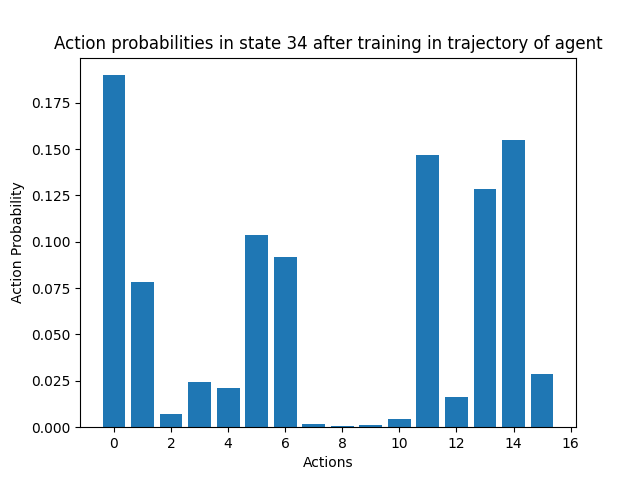 Action probabilities in state 34 after training in trajectory of agent
0.175
0.150
0.125
0.100
0.075
0.050
0.025
0.000
Action Probability
0 2 4 6 8 10 12 14 16
Actions